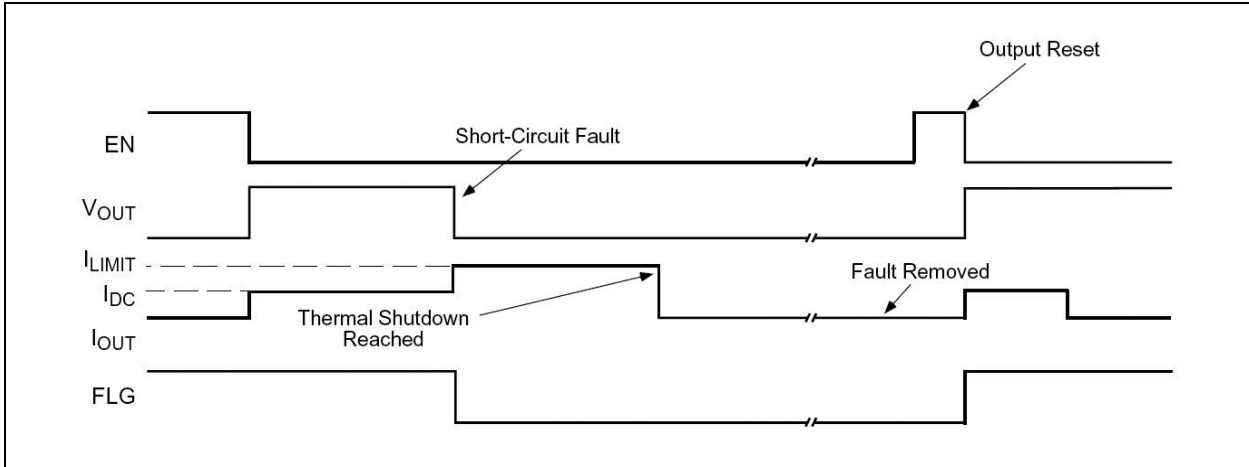 Output Reset
EN
Short-Circuit Fault
VOUT
ILIMIT
IDC
Fault Removed
Thermal Shutdown
Reached
IOUT
FLG